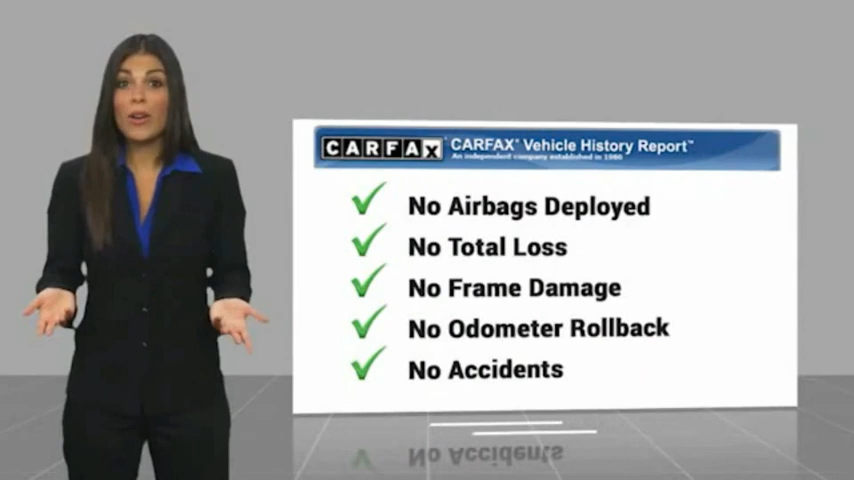 CARFAX CARFAX® Vehicle History Report™
An independent company established in 1986
No Airbags Deployed
No Total Loss
No Frame Damage
No Odometer Rollback
No Accidents
No Accidents